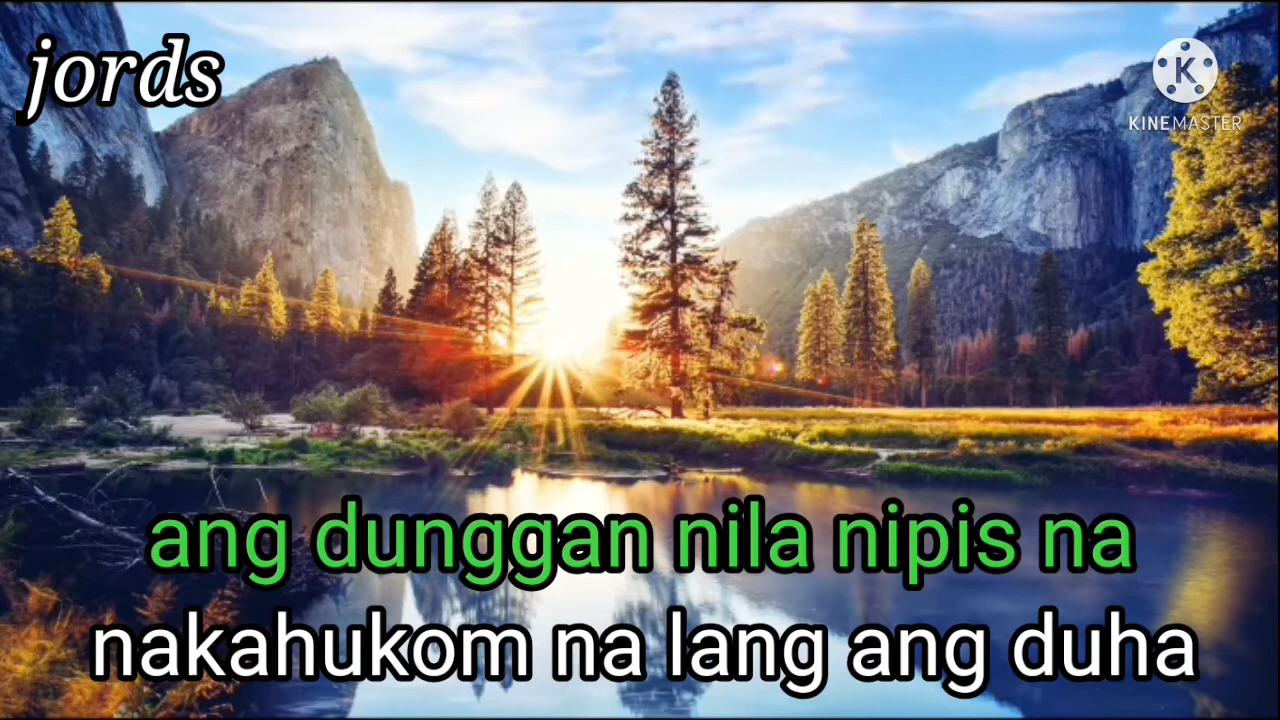 jords
K
KINEMASTER
ang dunggan nila nipis na
nakahukom na lang ang duha